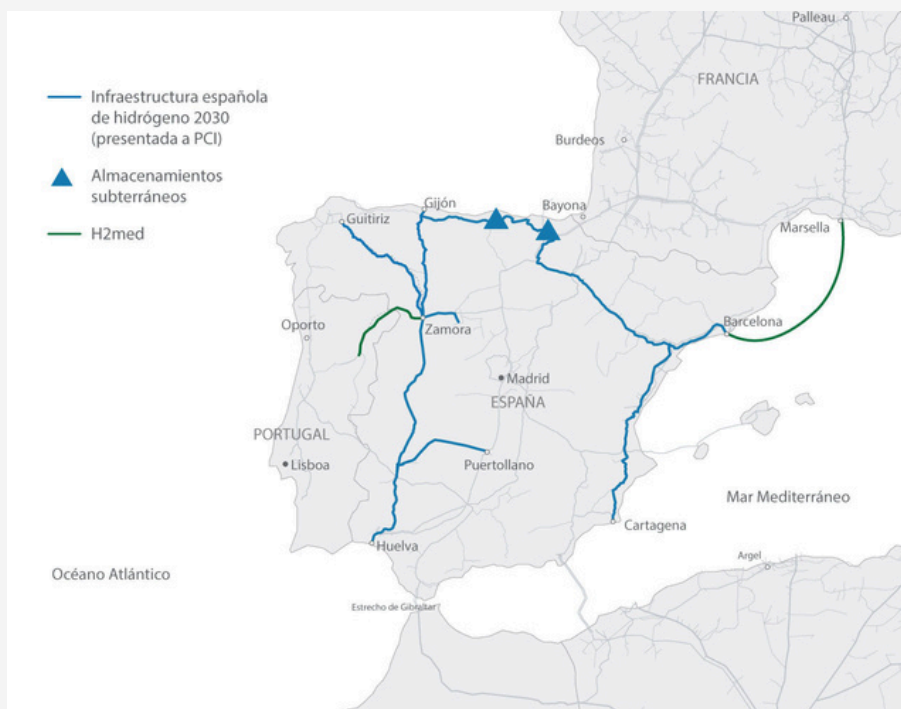 Palleau
FRANCIA
Infraestructura española
de hidrógeno 2030
(presentada a PCI)
Burdeos
Almacenamientos
subterráneos
Bayona
Gijón
Guitiriz
Marsella
H2med
Barcelona
Oporto
Zamora
Madrid
ESPAÑA
PORTUGAL
Lisboa
Puertollano
Mar Mediterráneo
Cartagena
Huelva
Argel
Océano Atlántico
Estrecho de Gibraltar